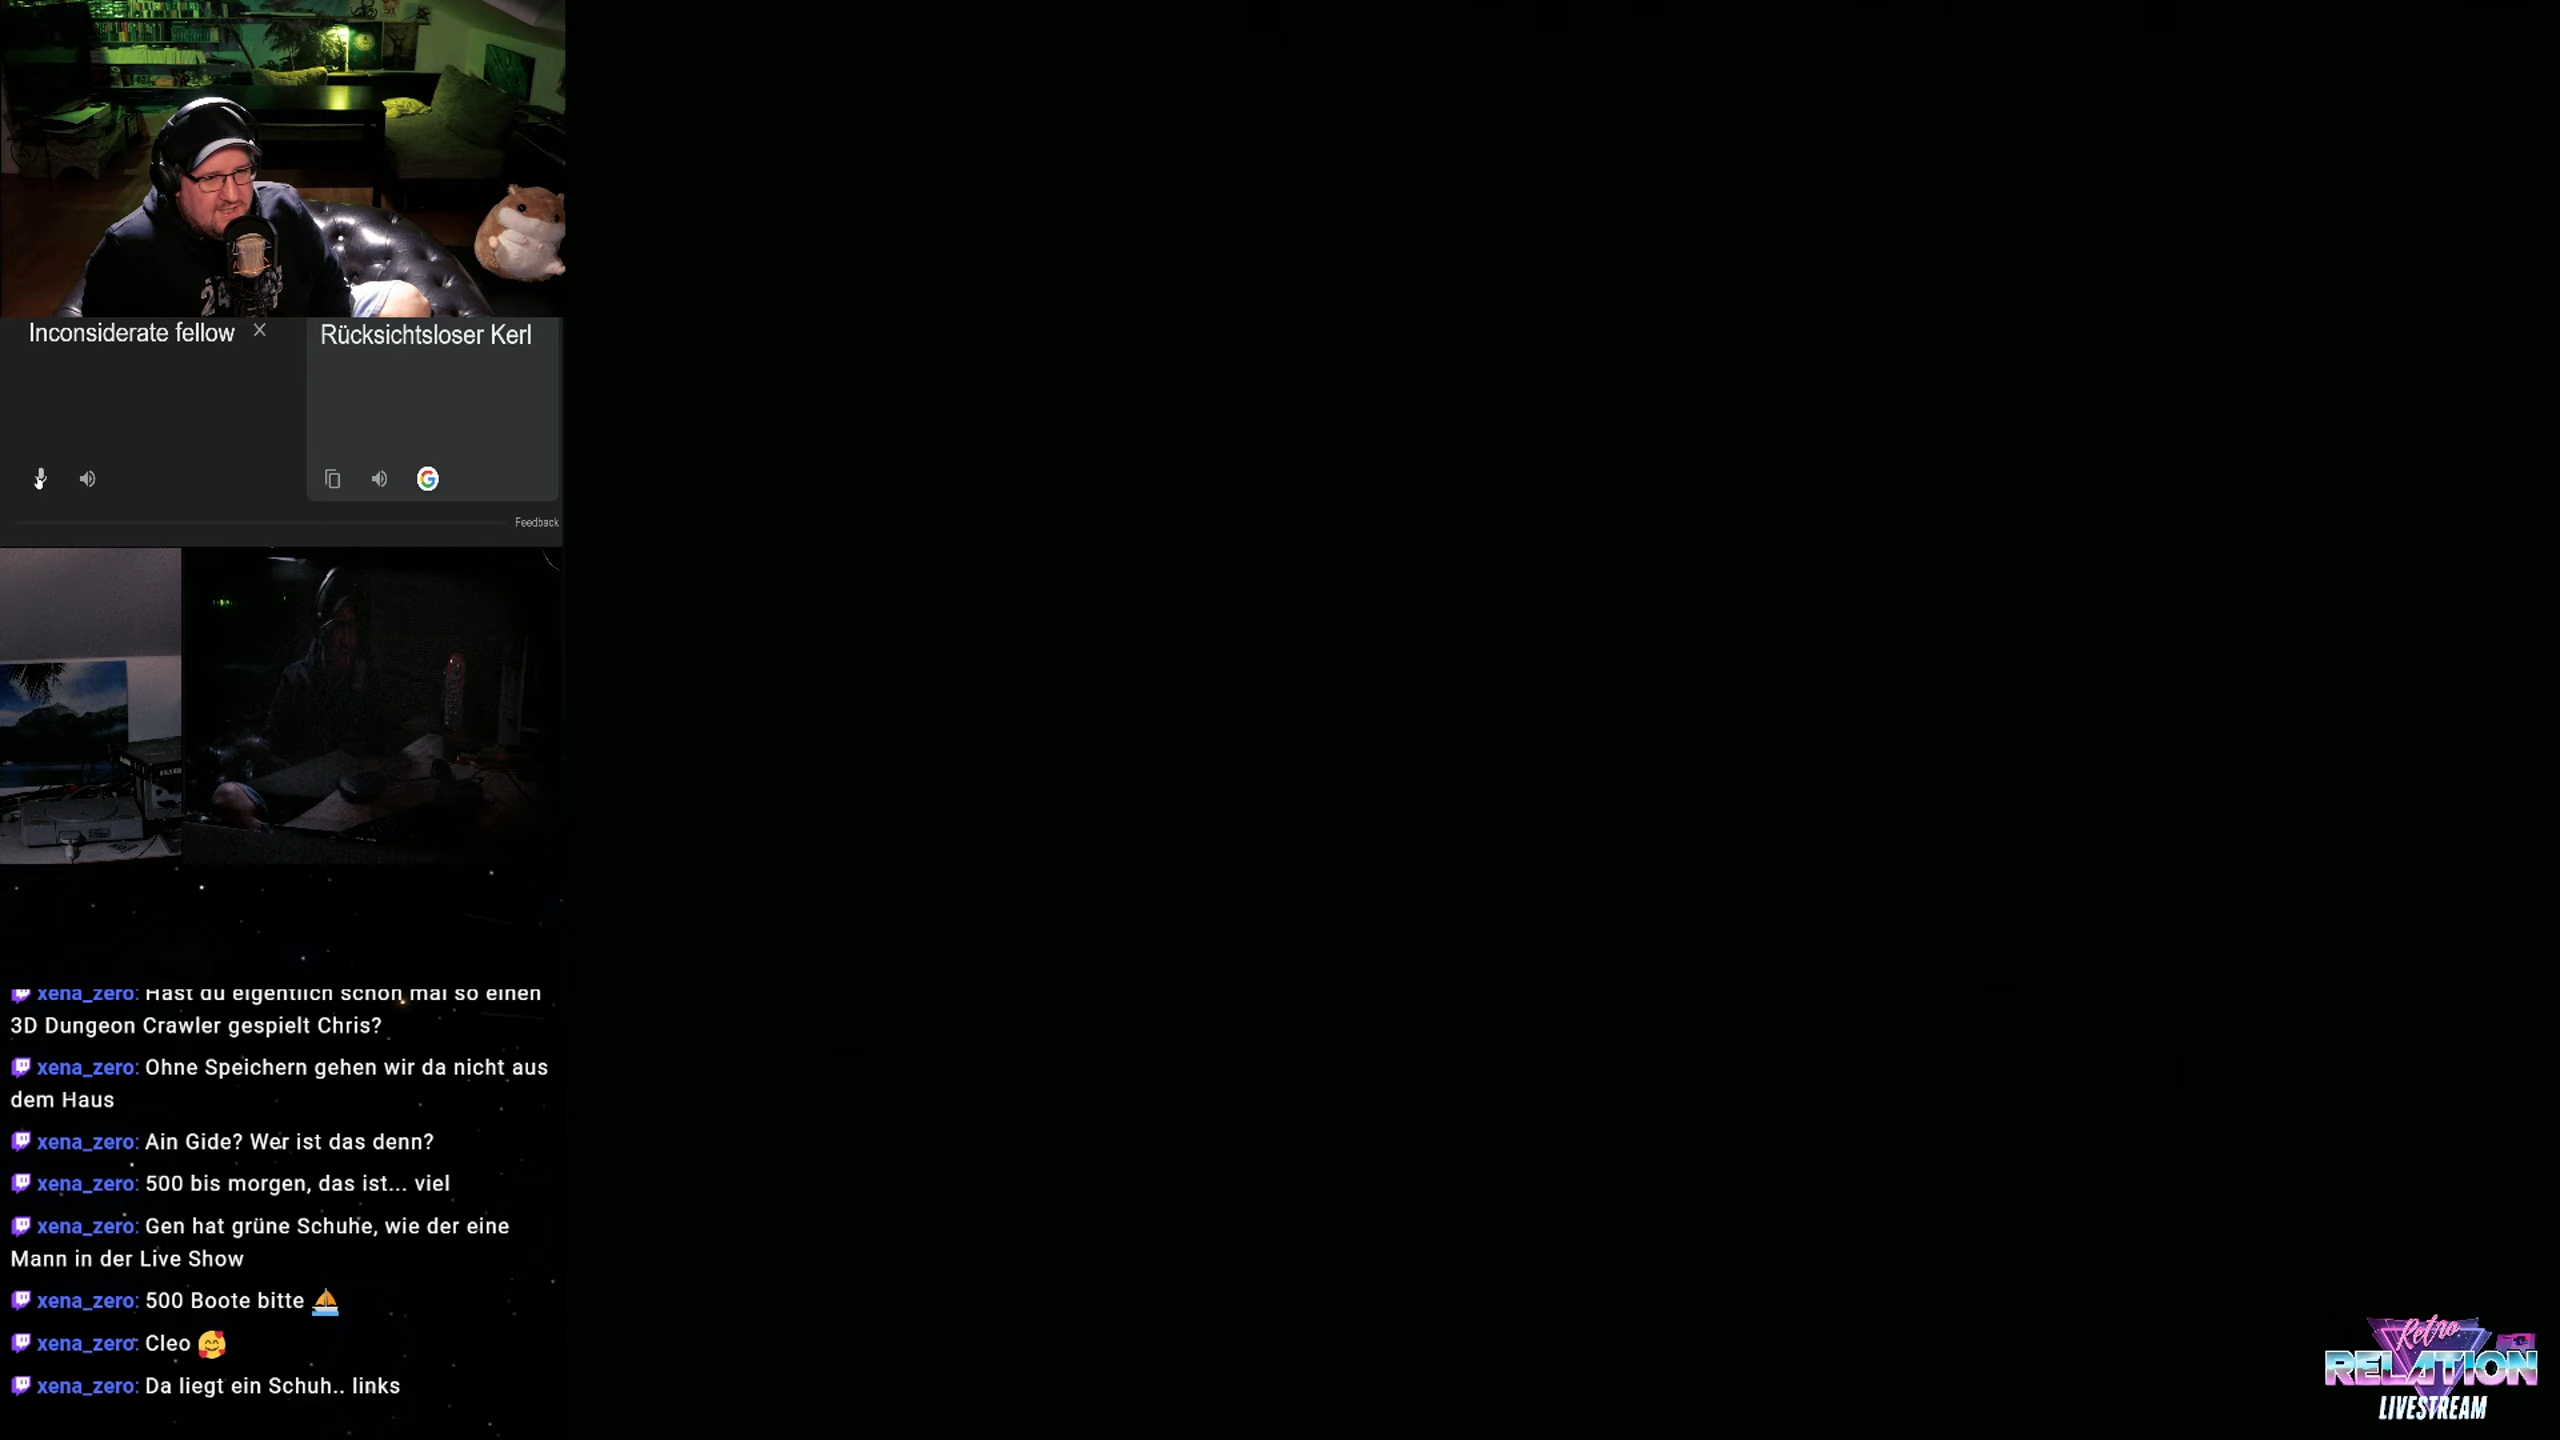 Inconsiderate fellow
Rücksichtsloser Kerl
Feedback
xena_zero: Hast du eigentlich schon mal so einen
3D Dungeon Crawler gespielt Chris?
xena_zero: Ohne Speichern gehen wir da nicht aus
dem Haus
xena_zero: Ain Gide? Wer ist das denn?
xena_zero: 500 bis morgen, das ist... viel
xena_zero: Gen hat grüne Schuhe, wie der eine
Mann in der Live Show
xena_zero: 500 Boote bitte ⛵
xena_zero: Cleo 🥰
xena_zero: Da liegt ein Schuh.. links
Retro
RELATION
LIVESTREAM